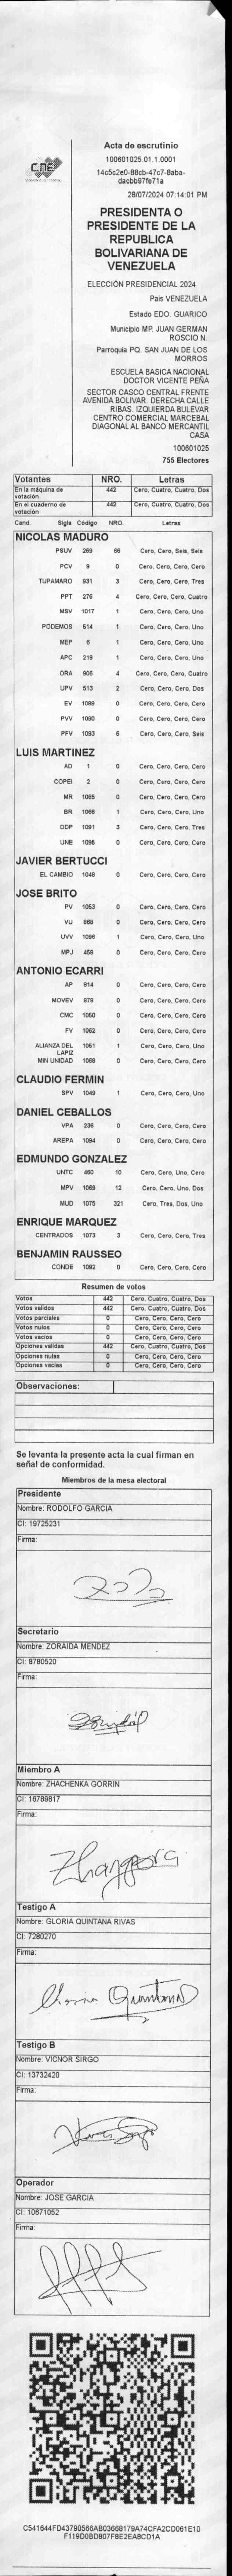 CNE
Acta de escrutinio
100601025.01.1.0001
14c5c2e0-88cb-47c7-8aba-
dacbb97fe71a
28/07/2024 07:14:01 PM
PRESIDENTA O
PRESIDENTE DE LA
REPUBLICA
BOLIVARIANA DE
VENEZUELA
ELECCIÓN PRESIDENCIAL 2024
Pais VENEZUELA
Estado EDO. GUARICO
Municipio MP. JUAN GERMAN
ROSCIO N.
Parroquia PQ. SAN JUAN DE LOS
MORROS
ESCUELA BASICA NACIONAL
DOCTOR VICENTE PEÑA
SECTOR CASCO CENTRAL FRENTE
AVENIDA BOLIVAR. DERECHA CALLE
RIBAS. IZQUIERDA BULEVAR
CENTRO COMERCIAL MARCEBAL
DIAGONAL AL BANCO MERCANTIL
CASA
100601025
755 Electores
Votantes NRO. Letras
En la máquina de votación 442 Cero, Cuatro, Cuatro, Dos
En el cuaderno de votación 442 Cero, Cuatro, Cuatro, Dos
Cand. Sigla Código NRO. Letras
NICOLAS MADURO
PSUV 269 66 Cero, Cero, Seis, Seis
PCV 9 0 Cero, Cero, Cero, Cero
TUPAMARO 931 3 Cero, Cero, Cero, Tres
PPT 276 4 Cero, Cero, Cero, Cuatro
MSV 1017 1 Cero, Cero, Cero, Uno
PODEMOS 514 1 Cero, Cero, Cero, Uno
MEP 6 1 Cero, Cero, Cero, Uno
APC 219 1 Cero, Cero, Cero, Uno
ORA 906 4 Cero, Cero, Cero, Cuatro
UPV 513 2 Cero, Cero, Cero, Dos
EV 1089 0 Cero, Cero, Cero, Cero
PVV 1090 0 Cero, Cero, Cero, Cero
PFV 1093 6 Cero, Cero, Cero, Seis
LUIS MARTINEZ
AD 1 0 Cero, Cero, Cero, Cero
COPEI 2 0 Cero, Cero, Cero, Cero
MR 1065 0 Cero, Cero, Cero, Cero
BR 1066 1 Cero, Cero, Cero, Uno
DDP 1091 3 Cero, Cero, Cero, Tres
UNE 1095 0 Cero, Cero, Cero, Cero
JAVIER BERTUCCI
EL CAMBIO 1046 0 Cero, Cero, Cero, Cero
JOSE BRITO
PV 1053 0 Cero, Cero, Cero, Cero
VU 969 0 Cero, Cero, Cero, Cero
UVV 1096 1 Cero, Cero, Cero, Uno
MPJ 458 0 Cero, Cero, Cero, Cero
ANTONIO ECARRI
AP 814 0 Cero, Cero, Cero, Cero
MOVEV 878 0 Cero, Cero, Cero, Cero
CMC 1050 0 Cero, Cero, Cero, Cero
FV 1062 0 Cero, Cero, Cero, Cero
ALIANZA DEL LAPIZ 1061 1 Cero, Cero, Cero, Uno
MIN UNIDAD 1068 0 Cero, Cero, Cero, Cero
CLAUDIO FERMIN
SPV 1049 1 Cero, Cero, Cero, Uno
DANIEL CEBALLOS
VPA 236 0 Cero, Cero, Cero, Cero
AREPA 1094 0 Cero, Cero, Cero, Cero
EDMUNDO GONZALEZ
UNTC 460 10 Cero, Cero, Uno, Cero
MPV 1069 12 Cero, Cero, Uno, Dos
MUD 1075 321 Cero, Tres, Dos, Uno
ENRIQUE MARQUEZ
CENTRADOS 1073 3 Cero, Cero, Cero, Tres
BENJAMIN RAUSSEO
CONDE 1092 0 Cero, Cero, Cero, Cero
Resumen de votos
Votos 442 Cero, Cuatro, Cuatro, Dos
Votos validos 442 Cero, Cuatro, Cuatro, Dos
Votos parciales 0 Cero, Cero, Cero, Cero
Votos nulos 0 Cero, Cero, Cero, Cero
Votos vacios 0 Cero, Cero, Cero, Cero
Opciones validas 442 Cero, Cuatro, Cuatro, Dos
Opciones nulas 0 Cero, Cero, Cero, Cero
Opciones vacias 0 Cero, Cero, Cero, Cero
Observaciones:
Se levanta la presente acta la cual firman en
señal de conformidad.
Miembros de la mesa electoral
Presidente
Nombre: RODOLFO GARCIA
CI: 19725231
Firma:
Secretario
Nombre: ZORAIDA MENDEZ
CI: 8780520
Firma:
Miembro A
Nombre: ZHACHENKA GORRIN
CI: 16789817
Firma:
Testigo A
Nombre: GLORIA QUINTANA RIVAS
CI: 7280270
Firma:
Testigo B
Nombre: VICNOR SIRGO
CI: 13732420
Firma:
Operador
Nombre: JOSE GARCIA
CI: 10671052
Firma:
C541644FD43790566AB03668179A74CFA2CD061E10
F119D0BD807F8E2EA8CD1A